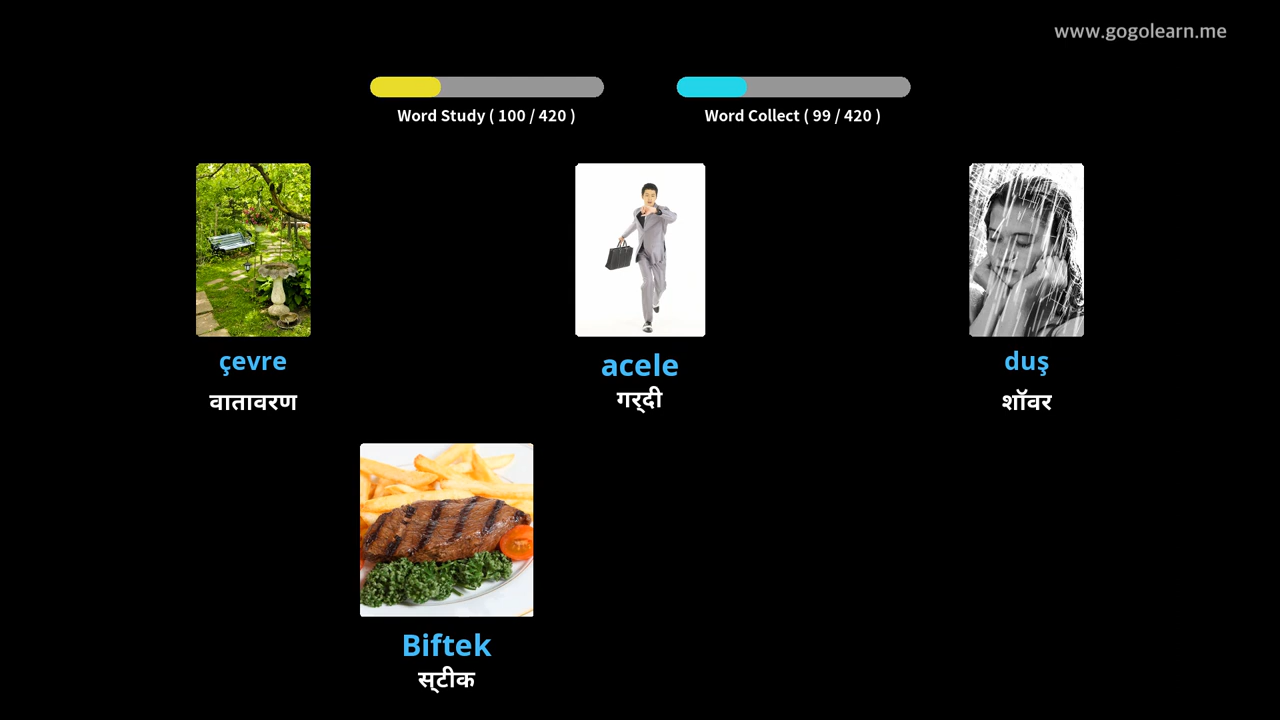 www.gogolearn.me
Word Study ( 100 / 420 )
Word Collect ( 99 / 420 )
çevre
acele
duş
वातावरण
गर्‌दी
शॉवर
Biftek
स्‌टीक